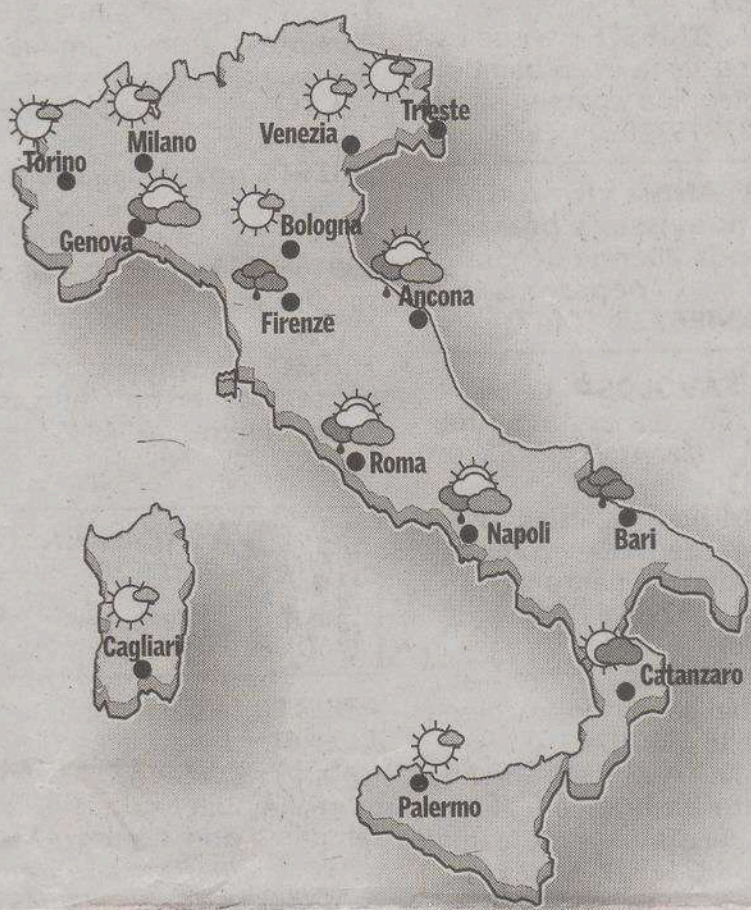 Trieste
Venezia
Milano
Torino
Genova
Bologna
Firenze
Ancona
Roma
Napoli
Bari
Cagliari
Catanzaro
Palermo